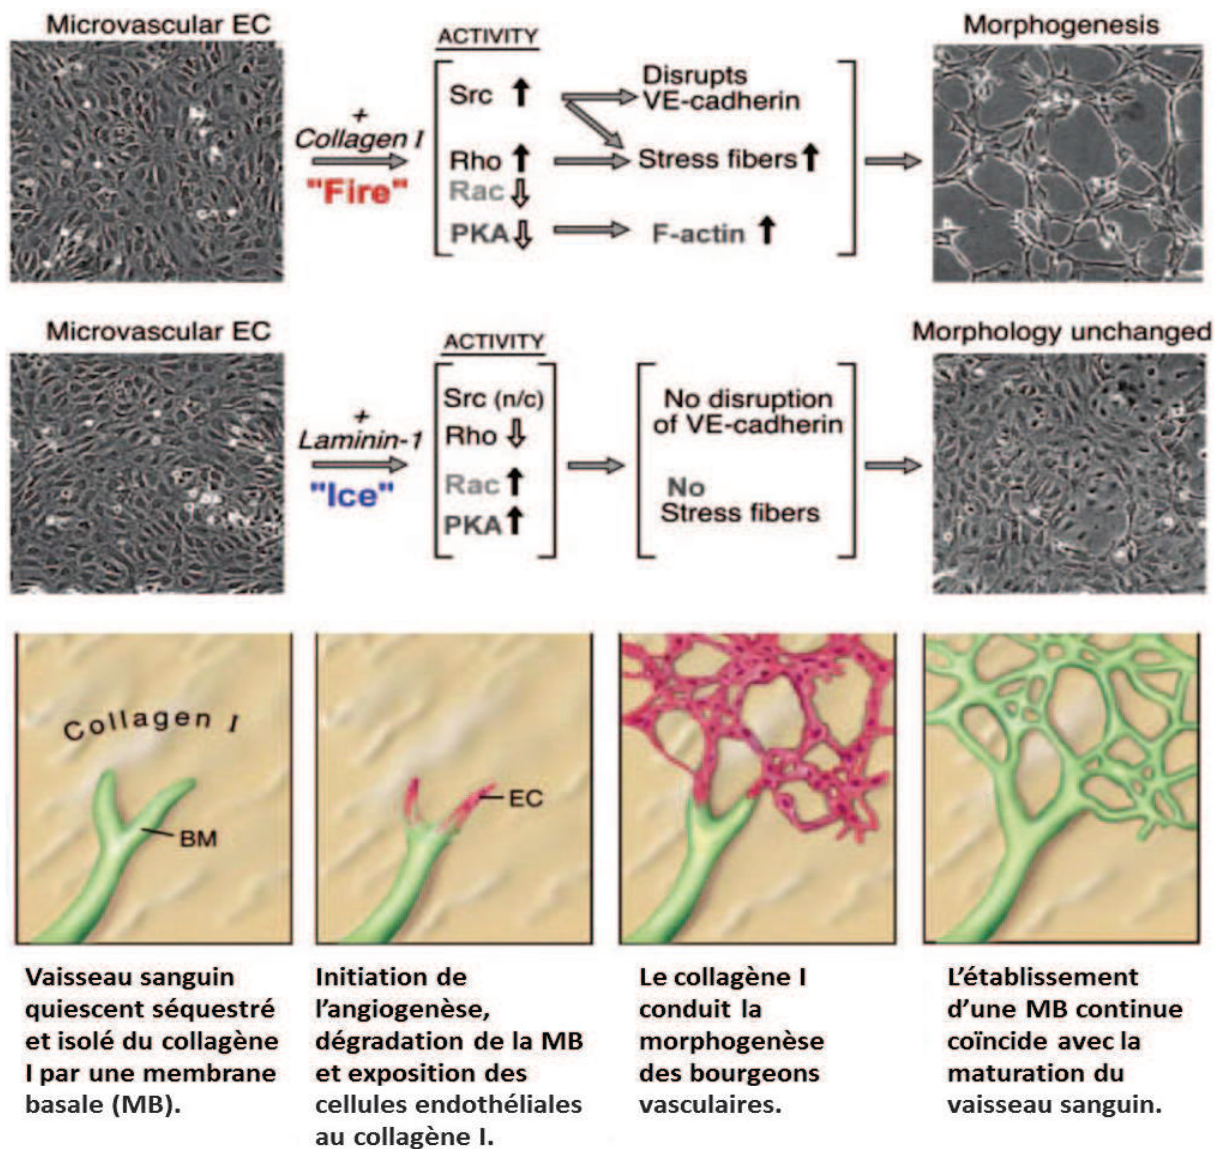 Microvascular EC
+
Collagen I
"Fire"
ACTIVITY
Src ↑
Rho ↑
Rac ⇩
PKA ⇩
Disrupts
VE-cadherin
Stress fibers ↑
F-actin ↑
Morphogenesis
Microvascular EC
+
Laminin-1
"Ice"
ACTIVITY
Src (n/c)
Rho ⇩
Rac ↑
PKA ↑
No disruption
of VE-cadherin
No
Stress fibers
Morphology unchanged
Collagen I
BM
EC
Vaisseau sanguin
quiescent séquestré
et isolé du collagène
I par une membrane
basale (MB).
Initiation de
l’angiogenèse,
dégradation de la MB
et exposition des
cellules endothéliales
au collagène I.
Le collagène I
conduit la
morphogenèse
des bourgeons
vasculaires.
L’établissement
d’une MB continue
coïncide avec la
maturation du
vaisseau sanguin.